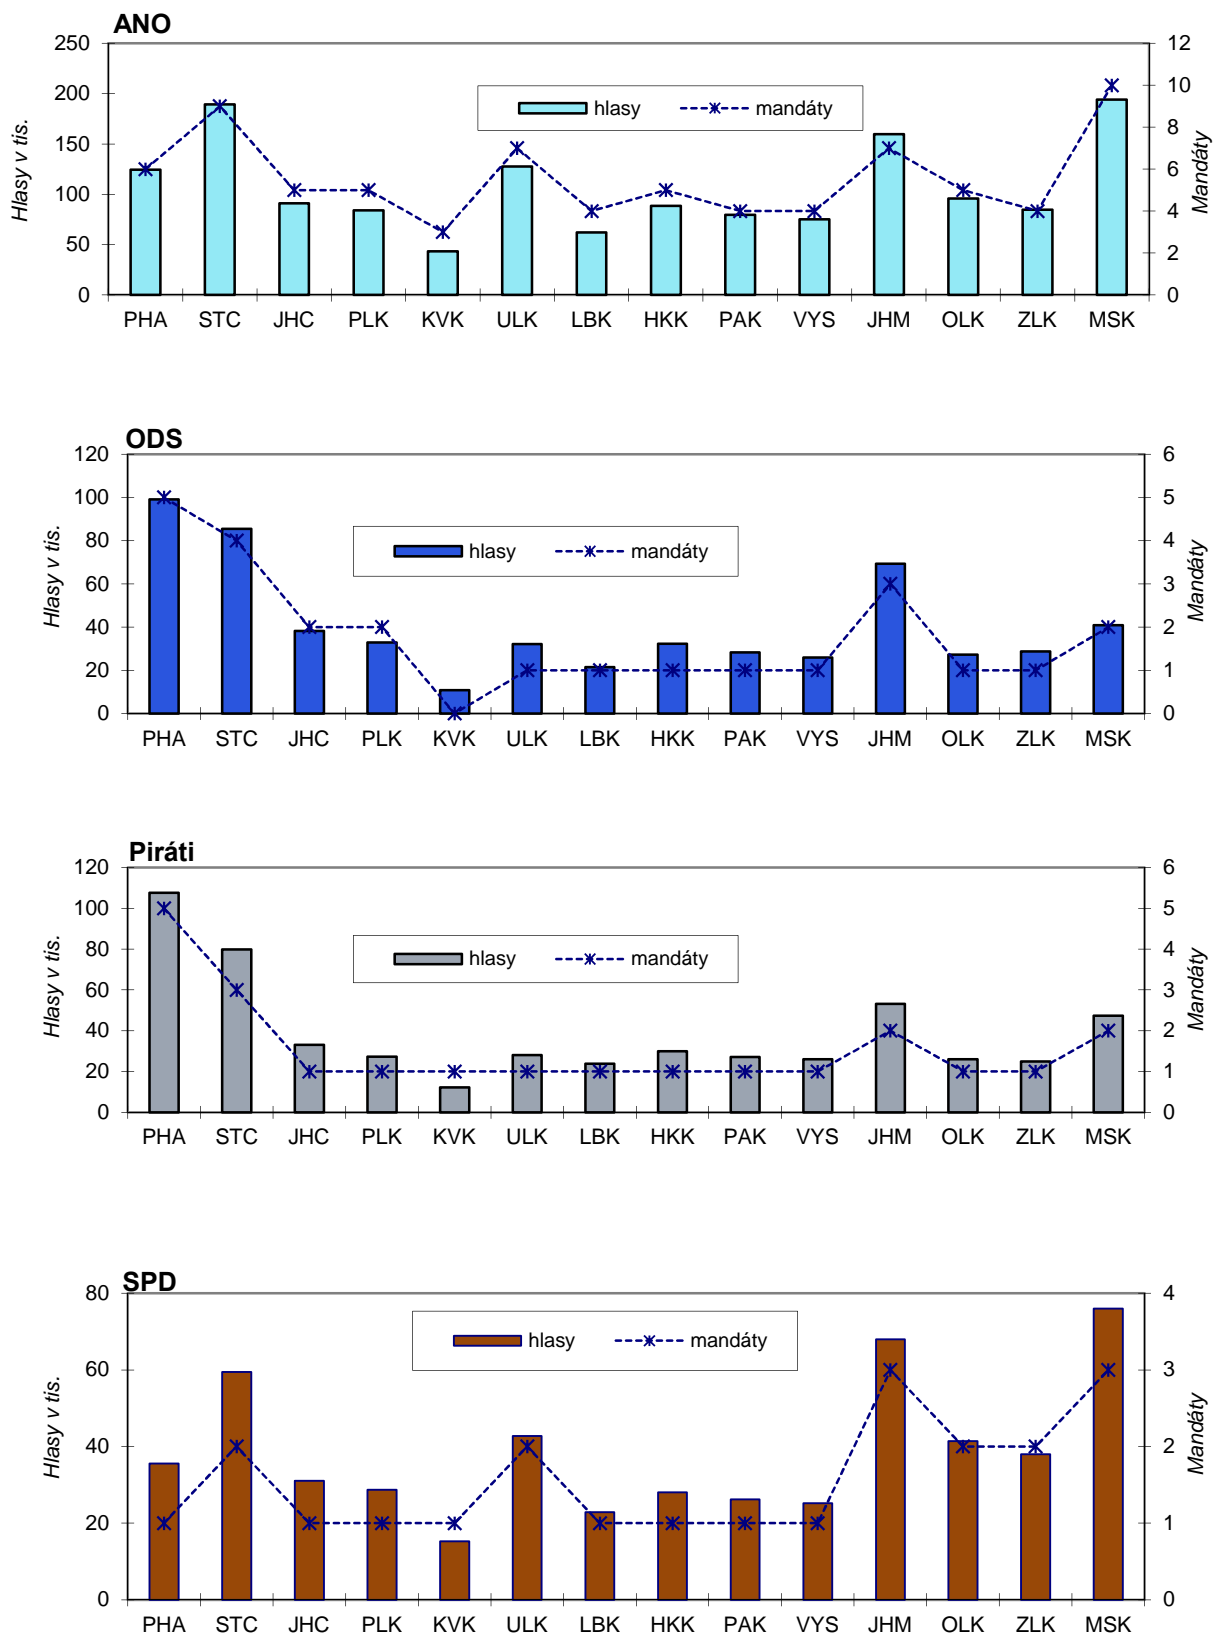 ANO
250
200
150
100
50
0
Hlasy v tis.
hlasy mandáty
12
10
8
6
4
2
0
Mandáty
PHA STC JHC PLK KVK ULK LBK HKK PAK VYS JHM OLK ZLK MSK
ODS
120
100
80
60
40
20
0
Hlasy v tis.
hlasy mandáty
6
5
4
3
2
1
0
Mandáty
PHA STC JHC PLK KVK ULK LBK HKK PAK VYS JHM OLK ZLK MSK
Piráti
120
100
80
60
40
20
0
Hlasy v tis.
hlasy mandáty
6
5
4
3
2
1
0
Mandáty
PHA STC JHC PLK KVK ULK LBK HKK PAK VYS JHM OLK ZLK MSK
SPD
80
60
40
20
0
Hlasy v tis.
hlasy mandáty
4
3
2
1
0
Mandáty
PHA STC JHC PLK KVK ULK LBK HKK PAK VYS JHM OLK ZLK MSK